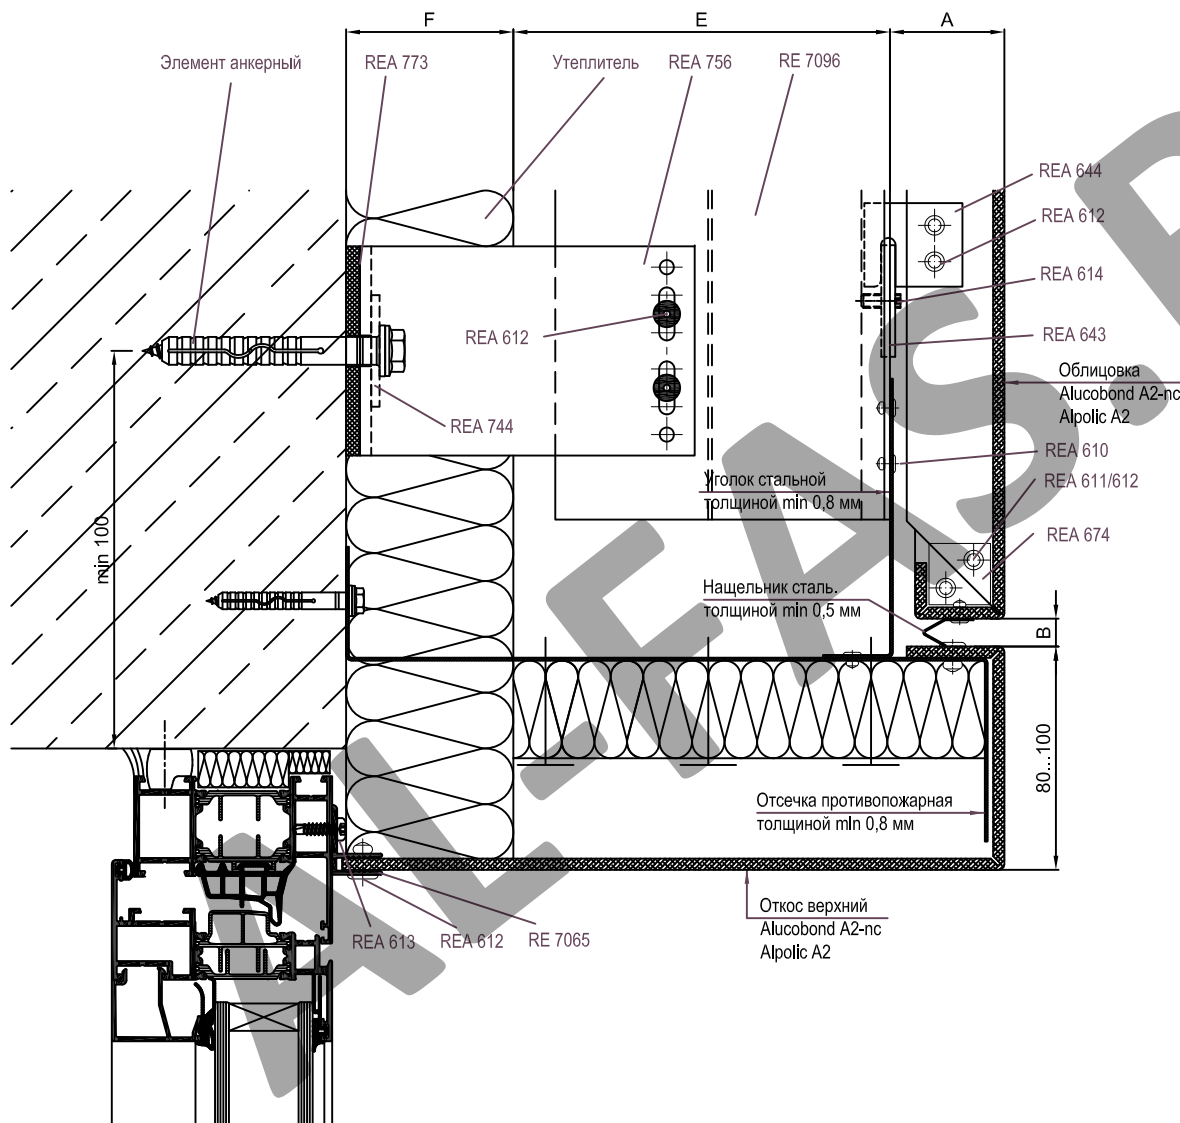 F
E
A
Элемент анкерный
REA 773
Утеплитель
REA 756
RE 7096
REA 644
REA 612
REA 614
REA 612
REA 643
Облицовка
Alucobond A2-nc
Alpolic A2
REA 744
REA 610
Уголок стальной
толщиной min 0,8 мм
REA 611/612
min 100
REA 674
Нащельник сталь.
толщиной min 0,5 мм
B
80...100
Отсечка противопожарная
толщиной min 0,8 мм
Откос верхний
Alucobond A2-nc
Alpolic A2
REA 613
REA 612
RE 7065